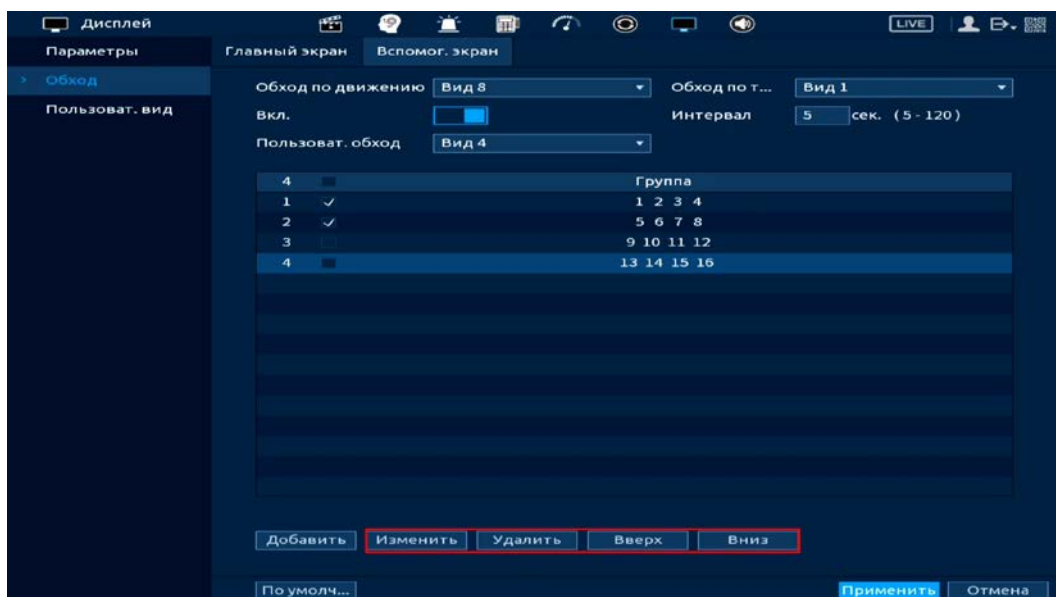 Дисплей LIVE
Параметры Главный экран Вспомог. экран
Обход
Пользоват. вид
Обход по движению Вид 8 Обход по т... Вид 1
Вкл. Интервал 5 сек. (5-120)
Пользоват. обход Вид 4
4 Группа
1 1 2 3 4
2 5 6 7 8
3 9 10 11 12
4 13 14 15 16
Добавить Изменить Удалить Вверх Вниз
По умолч... Применить Отмена